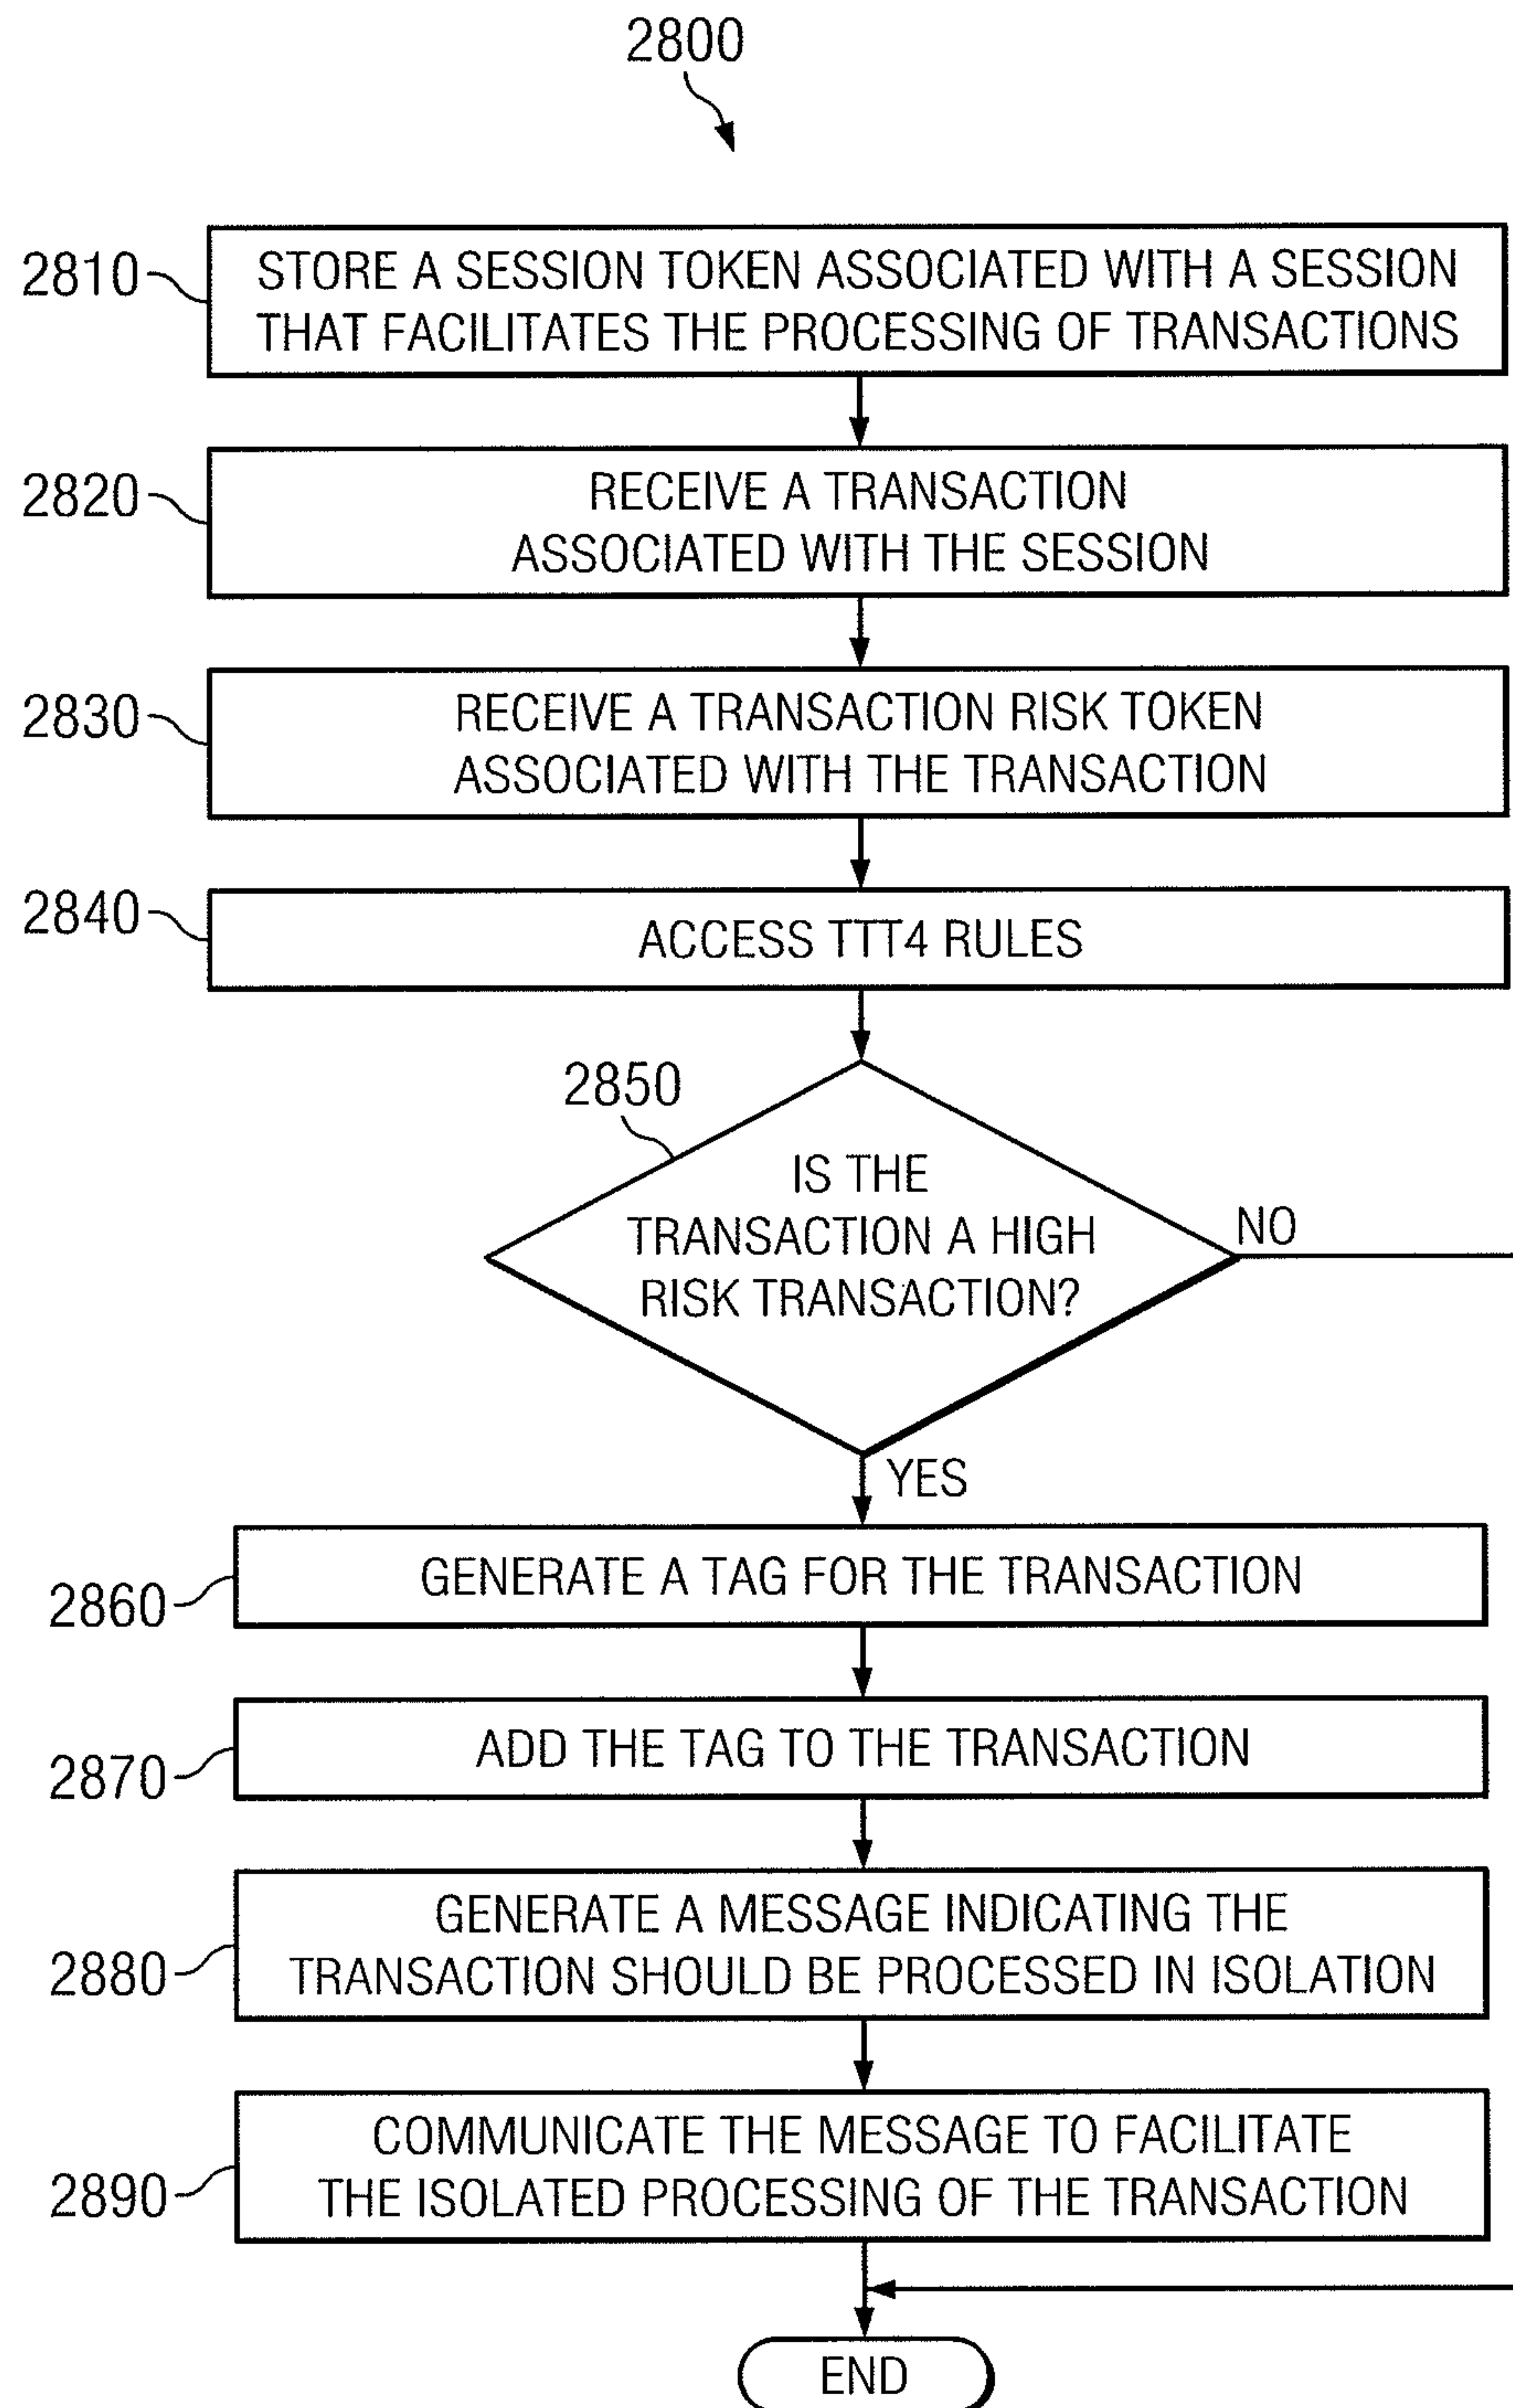 2800
2810
STORE A SESSION TOKEN ASSOCIATED WITH A SESSION
THAT FACILITATES THE PROCESSING OF TRANSACTIONS
2820
RECEIVE A TRANSACTION
ASSOCIATED WITH THE SESSION
2830
RECEIVE A TRANSACTION RISK TOKEN
ASSOCIATED WITH THE TRANSACTION
2840
ACCESS TTT4 RULES
2850
IS THE
TRANSACTION A HIGH
RISK TRANSACTION?
NO
YES
2860
GENERATE A TAG FOR THE TRANSACTION
2870
ADD THE TAG TO THE TRANSACTION
2880
GENERATE A MESSAGE INDICATING THE
TRANSACTION SHOULD BE PROCESSED IN ISOLATION
2890
COMMUNICATE THE MESSAGE TO FACILITATE
THE ISOLATED PROCESSING OF THE TRANSACTION
END